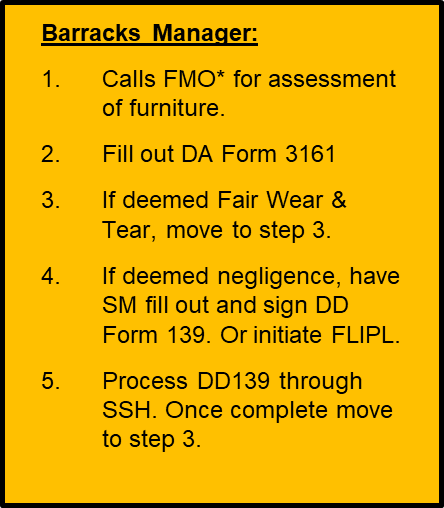 Barracks Manager:
1. Calls FMO* for assessment
of furniture.
2. Fill out DA Form 3161
3. If deemed Fair Wear &
Tear, move to step 3.
4. If deemed negligence, have
SM fill out and sign DD
Form 139. Or initiate FLIPL.
5. Process DD139 through
SSH. Once complete move
to step 3.